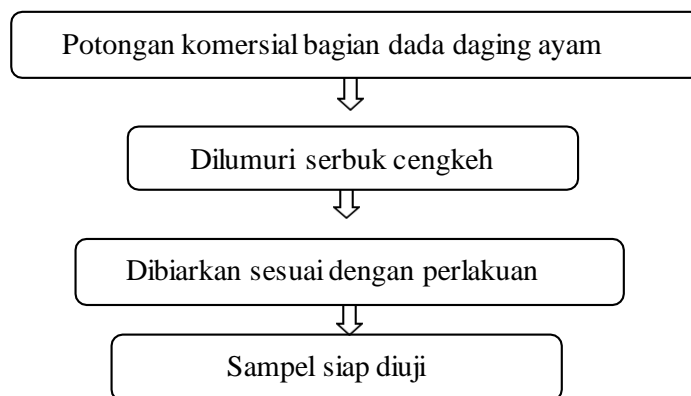 Potongan komersial bagian dada daging ayam
Dilumuri serbuk cengkeh
Dibiarkan sesuai dengan perlakuan
Sampel siap diuji